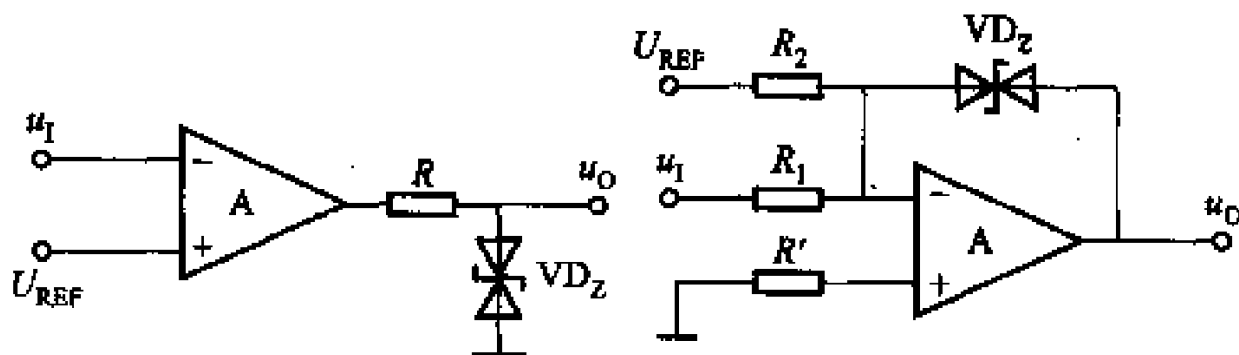 u_I
−
A
+
U_REF
R
u_O
VD_Z
U_REF
R_2
VD_Z
u_I
R_1
−
A
+
R′
u_O